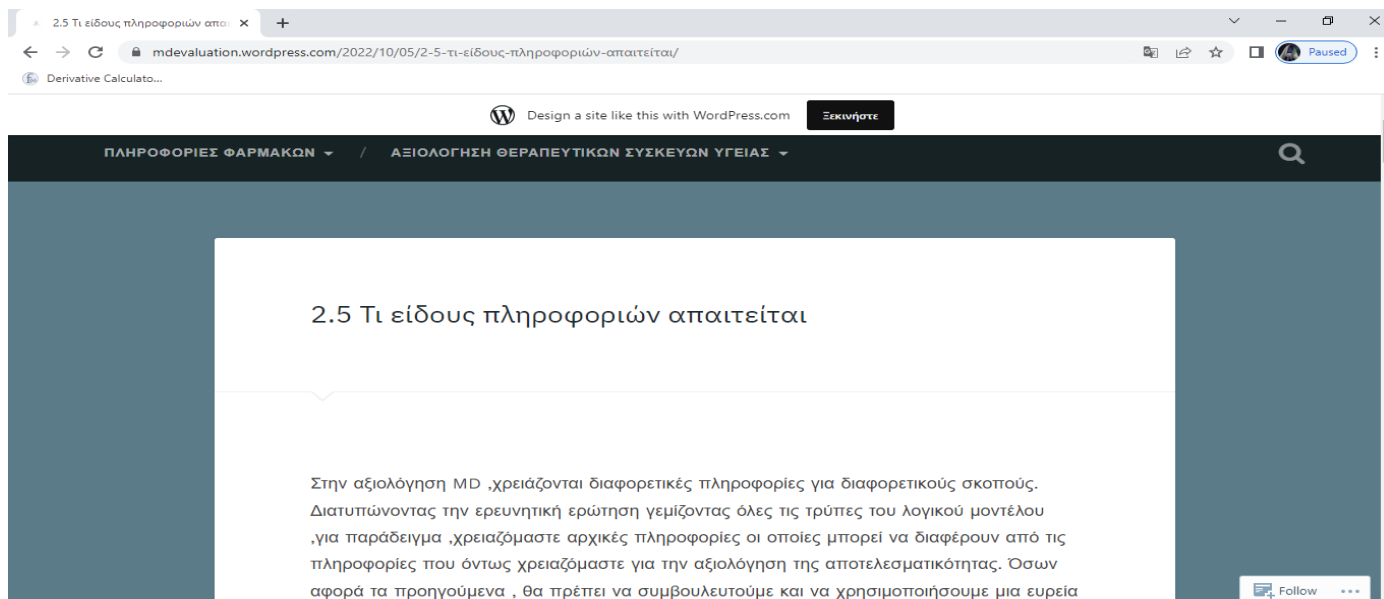 2.5 Τι είδους πληροφοριών απα
mdevaluation.wordpress.com/2022/10/05/2-5-τι-είδους-πληροφοριών-απαιτείται/
Paused
Derivative Calculato...
Design a site like this with WordPress.com
Ξεκινήστε
ΠΛΗΡΟΦΟΡΙΕΣ ΦΑΡΜΑΚΩΝ / ΑΞΙΟΛΟΓΗΣΗ ΘΕΡΑΠΕΥΤΙΚΩΝ ΣΥΣΚΕΥΩΝ ΥΓΕΙΑΣ
2.5 Τι είδους πληροφοριών απαιτείται
Στην αξιολόγηση MD ,χρειάζονται διαφορετικές πληροφορίες για διαφορετικούς σκοπούς.
Διατυπώνοντας την ερευνητική ερώτηση γεμίζοντας όλες τις τρύπες του λογικού μοντέλου
,για παράδειγμα ,χρειαζόμαστε αρχικές πληροφορίες οι οποίες μπορεί να διαφέρουν από τις
πληροφορίες που όντως χρειαζόμαστε για την αξιολόγηση της αποτελεσματικότητας. Όσων
αφορά τα προηγούμενα , θα πρέπει να συμβουλευτούμε και να χρησιμοποιήσουμε μια ευρεία
Follow ...